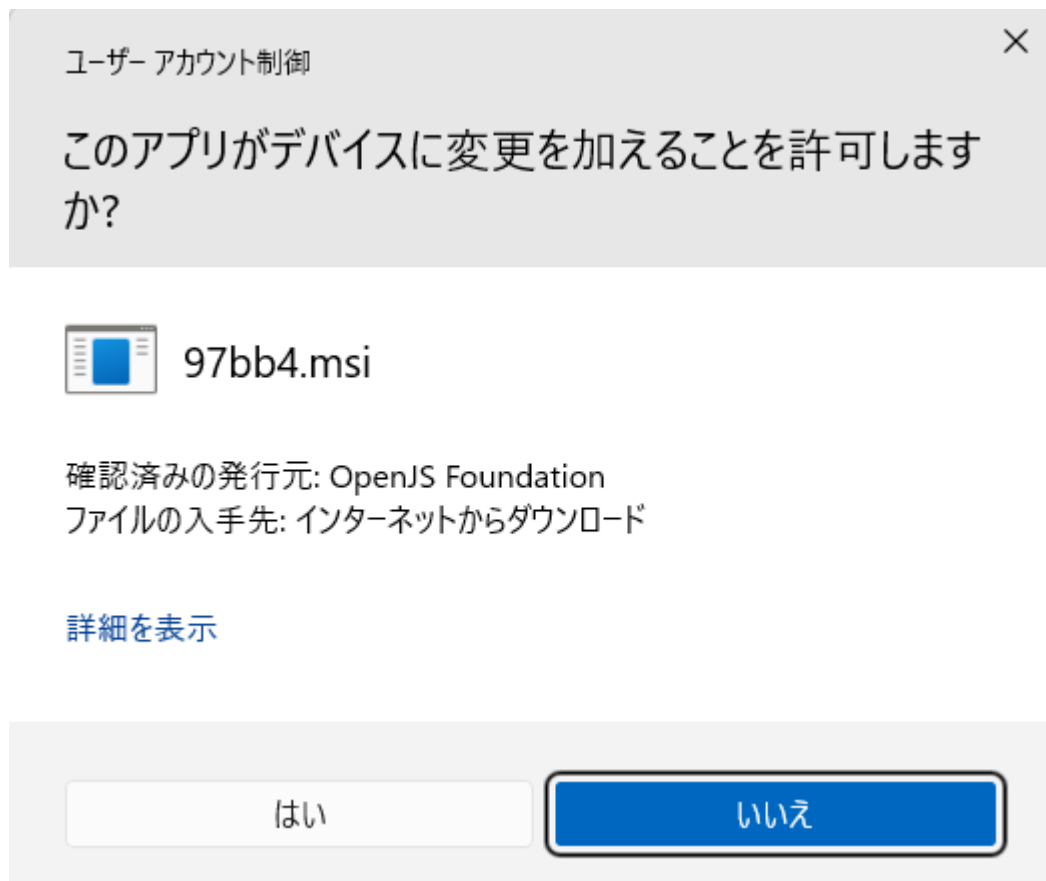 ユーザー アカウント制御
このアプリがデバイスに変更を加えることを許可します
か?
97bb4.msi
確認済みの発行元: OpenJS Foundation
ファイルの入手先: インターネットからダウンロード
詳細を表示
はい
いいえ